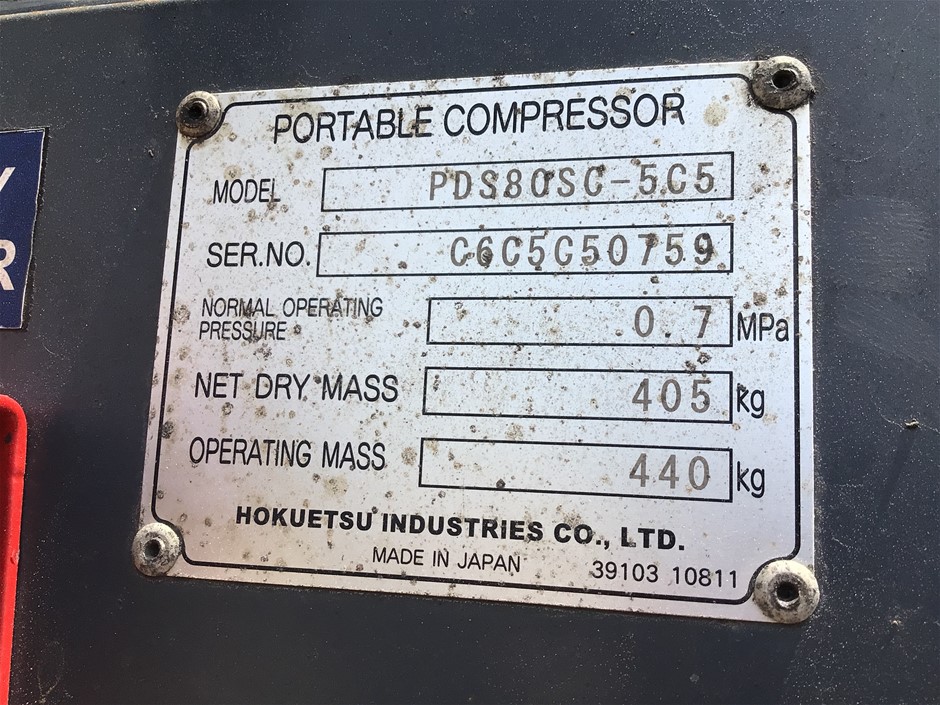 PORTABLE COMPRESSOR
MODEL PDS80SC-5C5
SER.NO. C6C5C50759
NORMAL OPERATING
PRESSURE 0.7 MPa
NET DRY MASS 405 kg
OPERATING MASS 440 kg
HOKUETSU INDUSTRIES CO., LTD.
MADE IN JAPAN 39103 10811
Y
R